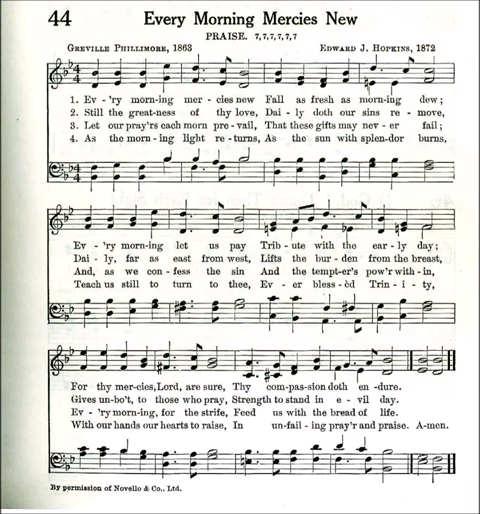 44 Every Morning Mercies New
PRAISE. 7,7,7,7,7,7
GREVILLE PHILLIMORE, 1863 EDWARD J. HOPKINS, 1872
1. Ev - 'ry morn-ing mer - cies new Fall as fresh as morn-ing dew;
2. Still the great-ness of thy love, Dai - ly doth our sins re - move,
3. Let our pray'rs each morn pre - vail, That these gifts may nev - er fail;
4. As the morn - ing light re - turns, As the sun with splen-dor burns,
Ev - 'ry morn-ing let us pay Trib - ute with the ear - ly day;
Dai - ly, far as east from west, Lifts the bur - den from the breast,
And, as we con - fess the sin And the tempt-er's pow'r with - in,
Teach us still to turn to thee, Ev - er bless - èd Trin - i - ty,
For thy mer-cies, Lord, are sure, Thy com-pas-sion doth en - dure.
Gives un-bo't, to those who pray, Strength to stand in e - vil day.
Ev - 'ry morn-ing, for the strife, Feed us with the bread of life.
With our hands our hearts to raise, In un-fail - ing pray'r and praise. A-men.
By permission of Novello & Co., Ltd.